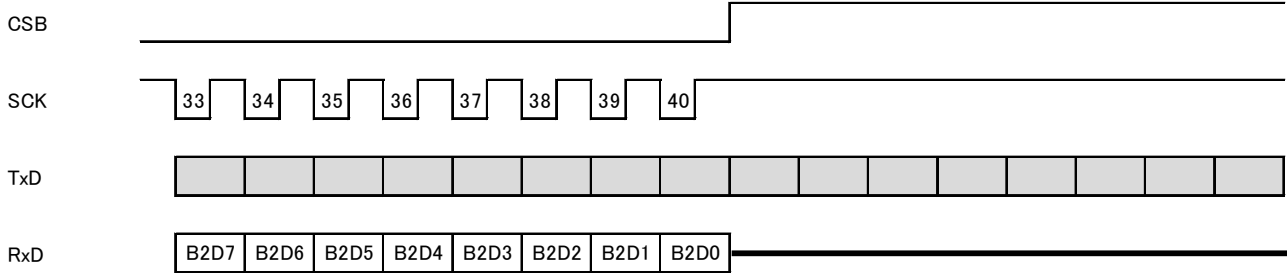 CSB
SCK 33 34 35 36 37 38 39 40
TxD
RxD B2D7 B2D6 B2D5 B2D4 B2D3 B2D2 B2D1 B2D0